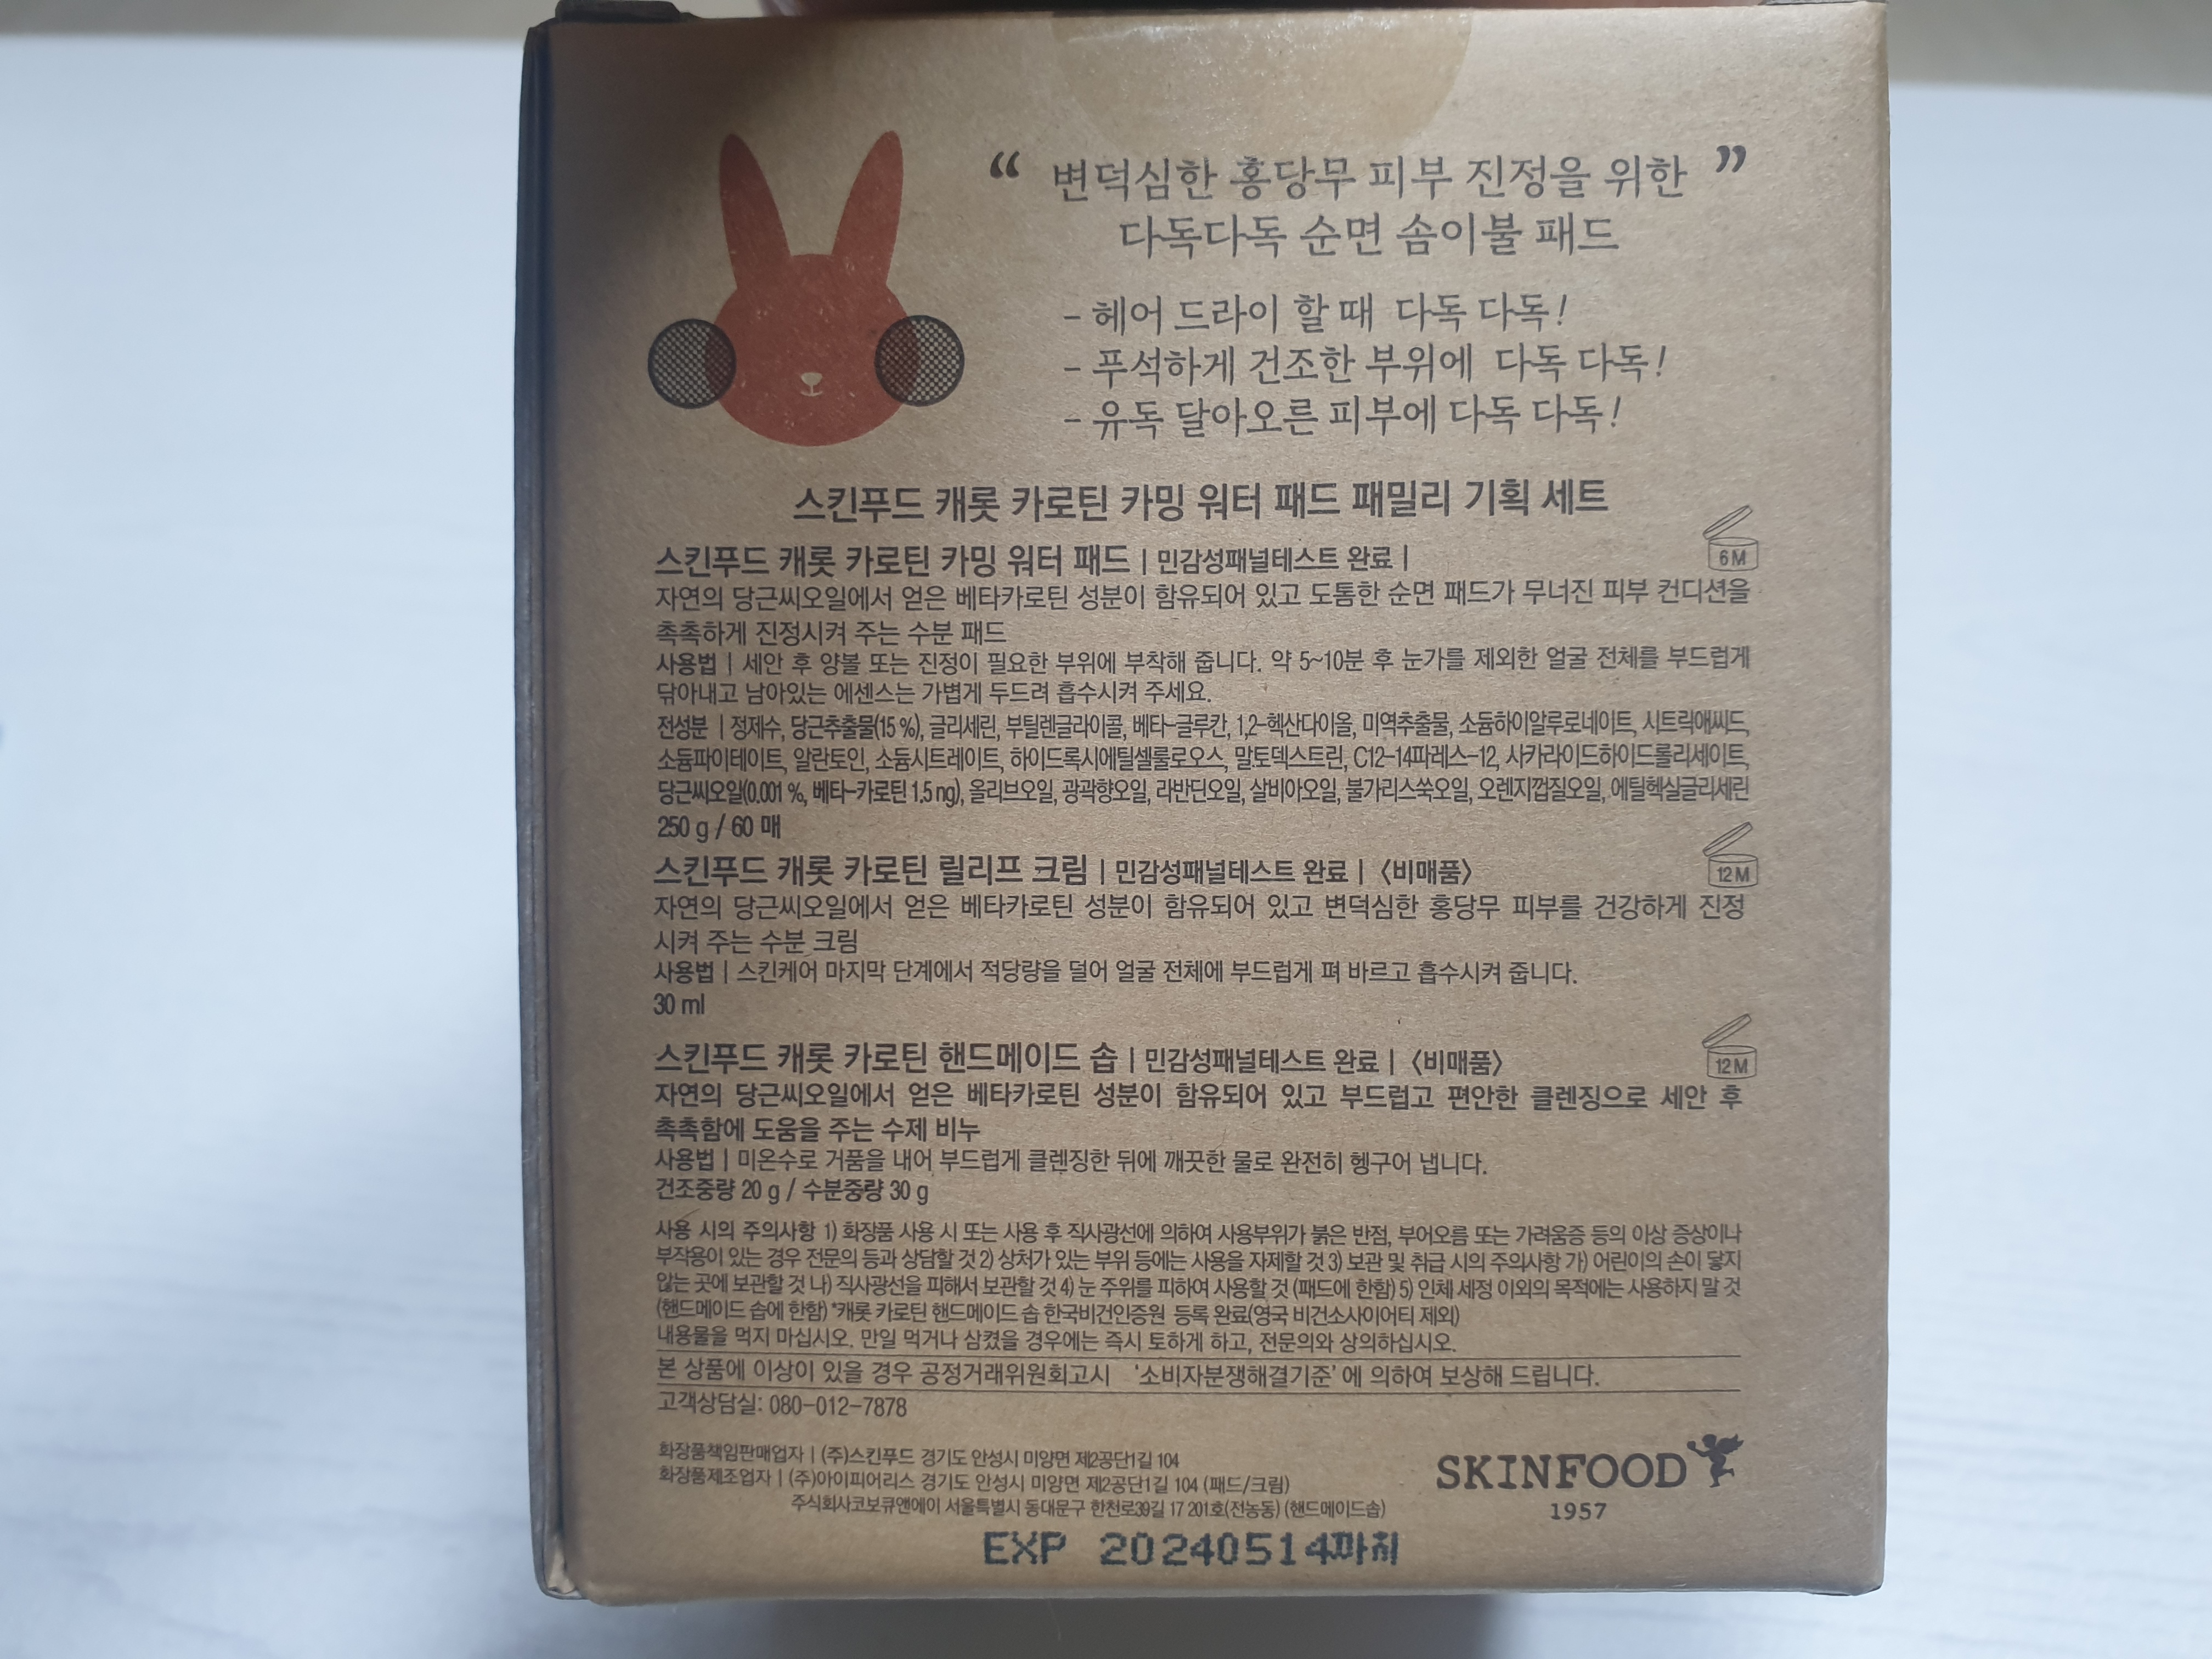 “ 변덕심한 홍당무 피부 진정을 위한 ”
다독다독 순면 솜이불 패드
- 헤어 드라이 할 때 다독 다독!
- 푸석하게 건조한 부위에 다독 다독!
- 유독 달아오른 피부에 다독 다독!
스킨푸드 캐롯 카로틴 카밍 워터 패드 패밀리 기획 세트
스킨푸드 캐롯 카로틴 카밍 워터 패드 | 민감성패널테스트 완료 |
6M
자연의 당근씨오일에서 얻은 베타카로틴 성분이 함유되어 있고 도톰한 순면 패드가 무너진 피부 컨디션을
촉촉하게 진정시켜 주는 수분 패드
사용법 | 세안 후 양볼 또는 진정이 필요한 부위에 부착해 줍니다. 약 5~10분 후 눈가를 제외한 얼굴 전체를 부드럽게
닦아내고 남아있는 에센스는 가볍게 두드려 흡수시켜 주세요.
전성분 | 정제수, 당근추출물(15 %), 글리세린, 부틸렌글라이콜, 베타-글루칸, 1,2-헥산다이올, 미역추출물, 소듐하이알루로네이트, 시트릭애씨드,
소듐파이테이트, 알란토인, 소듐시트레이트, 하이드록시에틸셀룰로오스, 말토덱스트린, C12-14파레스-12, 사카라이드하이드롤리세이트,
당근씨오일(0.001 %, 베타-카로틴 1.5 ng), 올리브오일, 광곽향오일, 라반딘오일, 살비아오일, 불가리스쑥오일, 오렌지껍질오일, 에틸헥실글리세린
250 g / 60 매
스킨푸드 캐롯 카로틴 릴리프 크림 | 민감성패널테스트 완료 | 〈비매품〉
12M
자연의 당근씨오일에서 얻은 베타카로틴 성분이 함유되어 있고 변덕심한 홍당무 피부를 건강하게 진정
시켜 주는 수분 크림
사용법 | 스킨케어 마지막 단계에서 적당량을 덜어 얼굴 전체에 부드럽게 펴 바르고 흡수시켜 줍니다.
30 ml
스킨푸드 캐롯 카로틴 핸드메이드 솝 | 민감성패널테스트 완료 | 〈비매품〉
12M
자연의 당근씨오일에서 얻은 베타카로틴 성분이 함유되어 있고 부드럽고 편안한 클렌징으로 세안 후
촉촉함에 도움을 주는 수제 비누
사용법 | 미온수로 거품을 내어 부드럽게 클렌징한 뒤에 깨끗한 물로 완전히 헹구어 냅니다.
건조중량 20 g / 수분중량 30 g
사용 시의 주의사항 1) 화장품 사용 시 또는 사용 후 직사광선에 의하여 사용부위가 붉은 반점, 부어오름 또는 가려움증 등의 이상 증상이나
부작용이 있는 경우 전문의 등과 상담할 것 2) 상처가 있는 부위 등에는 사용을 자제할 것 3) 보관 및 취급 시의 주의사항 가) 어린이의 손이 닿지
않는 곳에 보관할 것 나) 직사광선을 피해서 보관할 것 4) 눈 주위를 피하여 사용할 것 (패드에 한함) 5) 인체 세정 이외의 목적에는 사용하지 말 것
(핸드메이드 솝에 한함) *캐롯 카로틴 핸드메이드 솝 한국비건인증원 등록 완료(영국 비건소사이어티 제외)
내용물을 먹지 마십시오. 만일 먹거나 삼켰을 경우에는 즉시 토하게 하고, 전문의와 상의하십시오.
본 상품에 이상이 있을 경우 공정거래위원회고시 '소비자분쟁해결기준' 에 의하여 보상해 드립니다.
고객상담실: 080-012-7878
화장품책임판매업자 | (주)스킨푸드 경기도 안성시 미양면 제2공단1길 104
화장품제조업자 | (주)아이피어리스 경기도 안성시 미양면 제2공단1길 104 (패드/크림)
주식회사코보큐앤에이 서울특별시 동대문구 한천로39길 17 201호(전농동) (핸드메이드솝)
SKINFOOD
1957
EXP 20240514까지